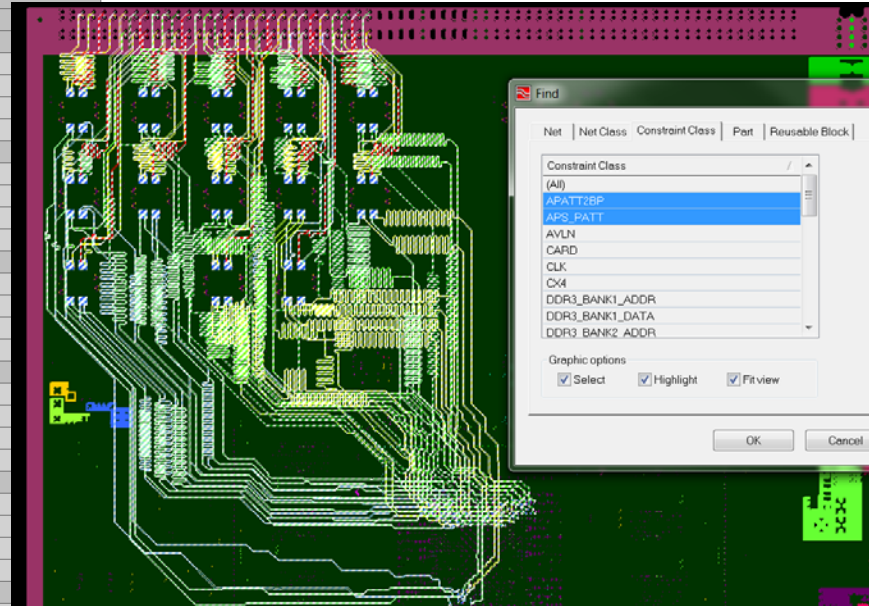 Find
Net Net Class Constraint Class Part Reusable Block
Constraint Class
(All)
APATT2BP
APS_PATT
AVLN
CARD
CLK
CX4
DDR3_BANK1_ADDR
DDR3_BANK1_DATA
DDR3_BANK2_ADDR
Graphic options
Select Highlight Fit view
OK Cancel